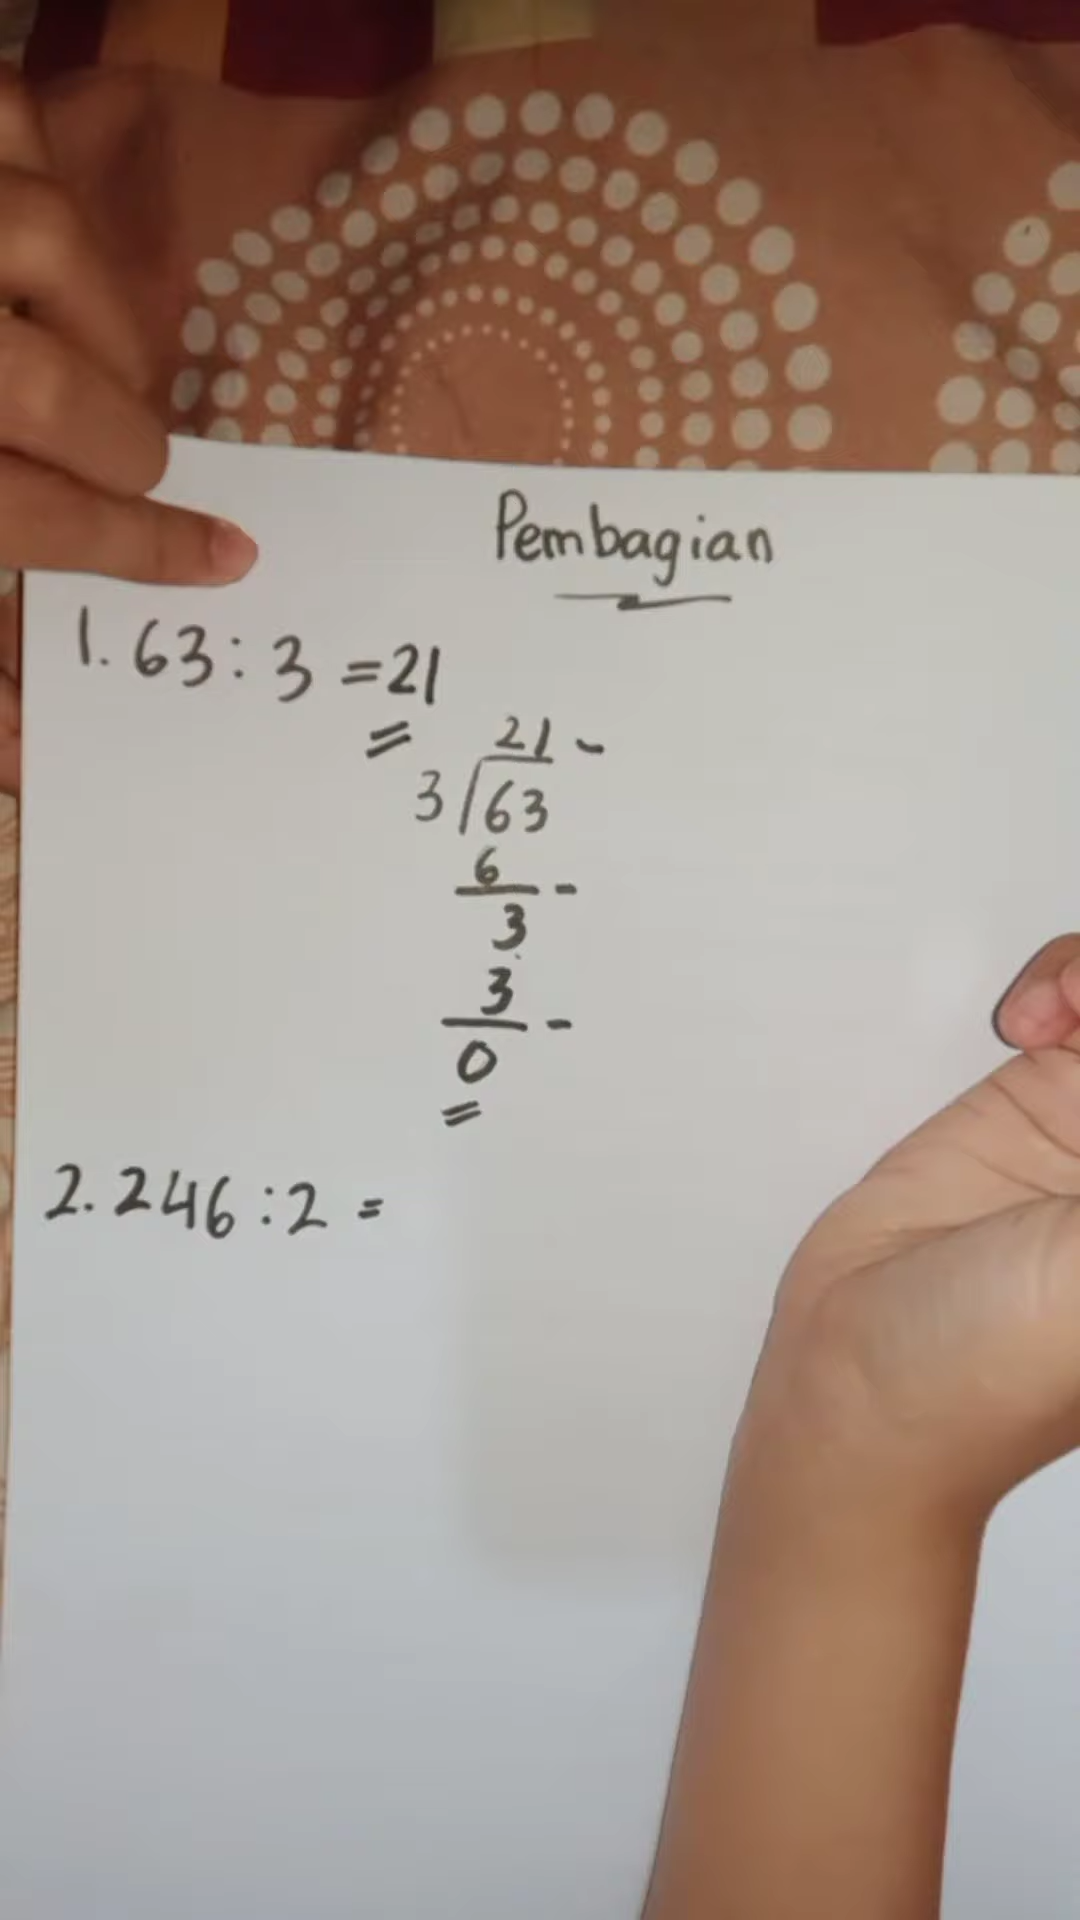 Pembagian
1. 63 : 3 = 21
=
21 -
3/63
6 -
3
3 -
0
=
2. 246 : 2 =